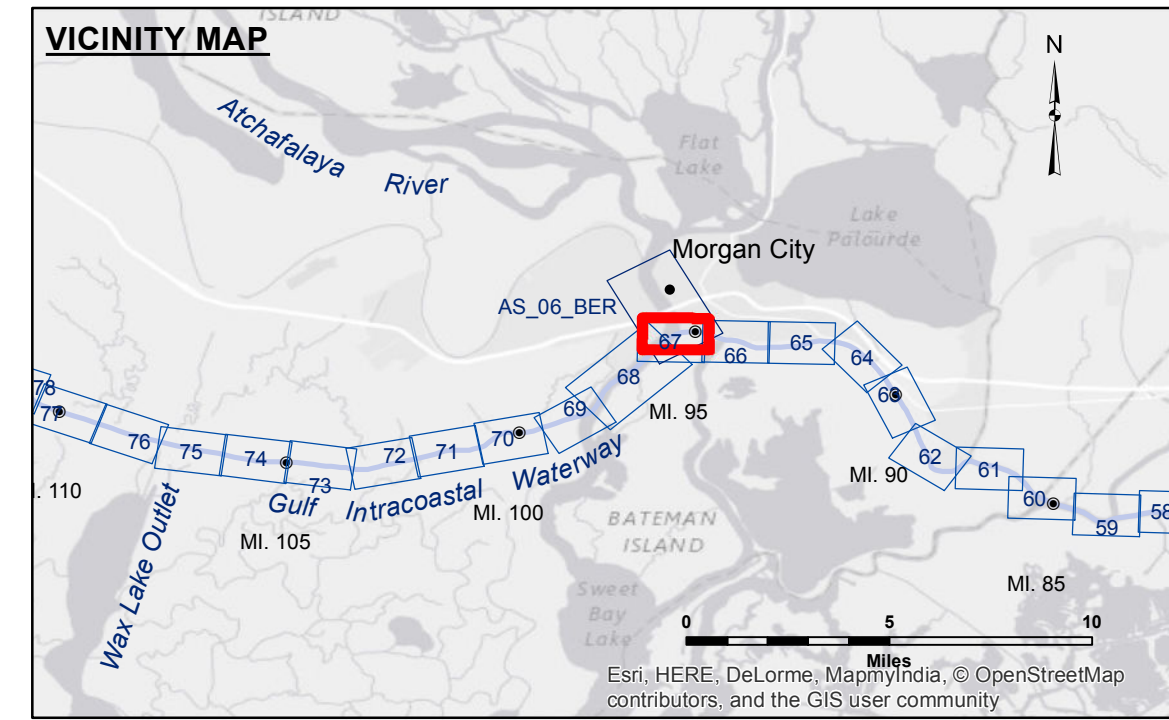 ISLAND
VICINITY MAP
N
Atchafalaya
River
Flat
Lake
Lake
Palourde
Morgan City
AS_06_BER
67
66
65
64
63
68
MI. 95
69
78
77
76
75
74
73
72
71
70
62
61
60
59
58
MI. 90
MI. 110
Wax Lake Outlet
Gulf Intracoastal Waterway
MI. 105
MI. 100
BATEMAN
ISLAND
Sweet
Bay
Lake
MI. 85
0 5 10
Miles
Esri, HERE, DeLorme, MapmyIndia, © OpenStreetMap
contributors, and the GIS user community